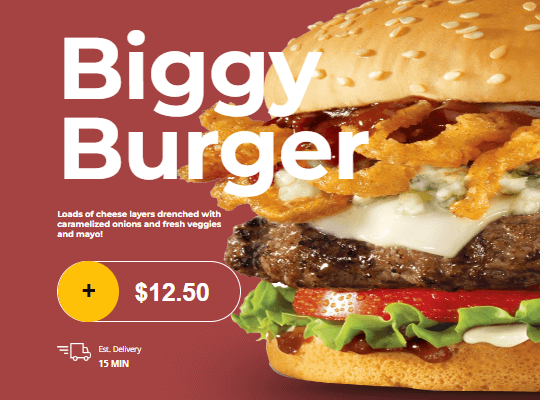 Biggy
Burger
Loads of cheese layers drenched with
caramelized onions and fresh veggies
and mayo!
+ $12.50
Est. Delivery
15 MIN